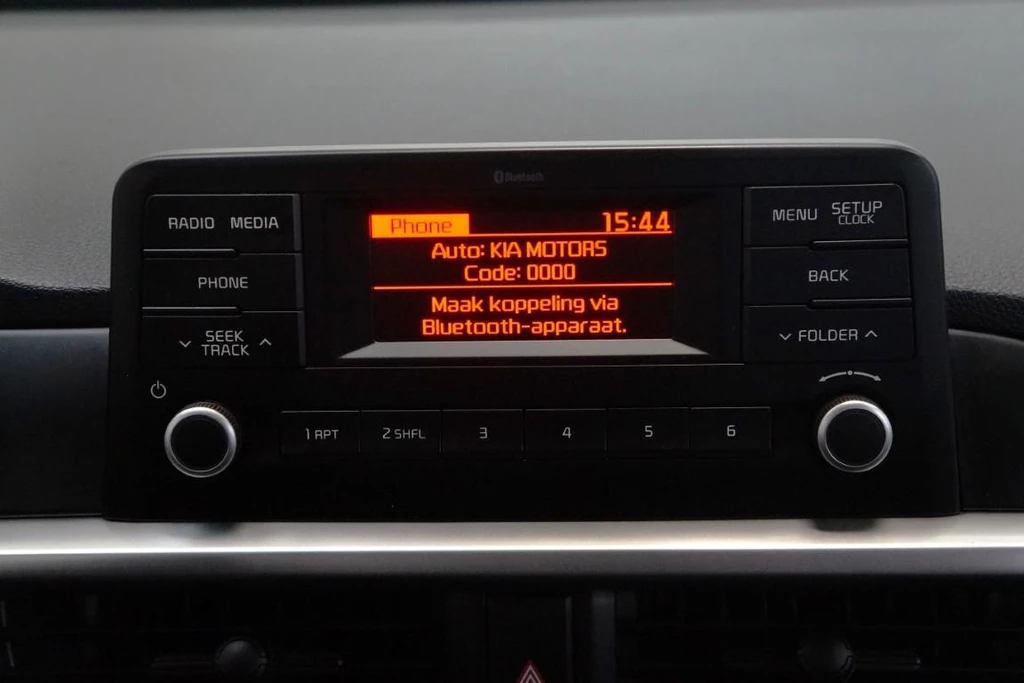 Bluetooth
RADIO MEDIA
PHONE
SEEK
TRACK
Phone 15:44
Auto: KIA MOTORS
Code: 0000
Maak koppeling via
Bluetooth-apparaat.
MENU SETUP
CLOCK
BACK
FOLDER
1 RPT 2 SHFL 3 4 5 6